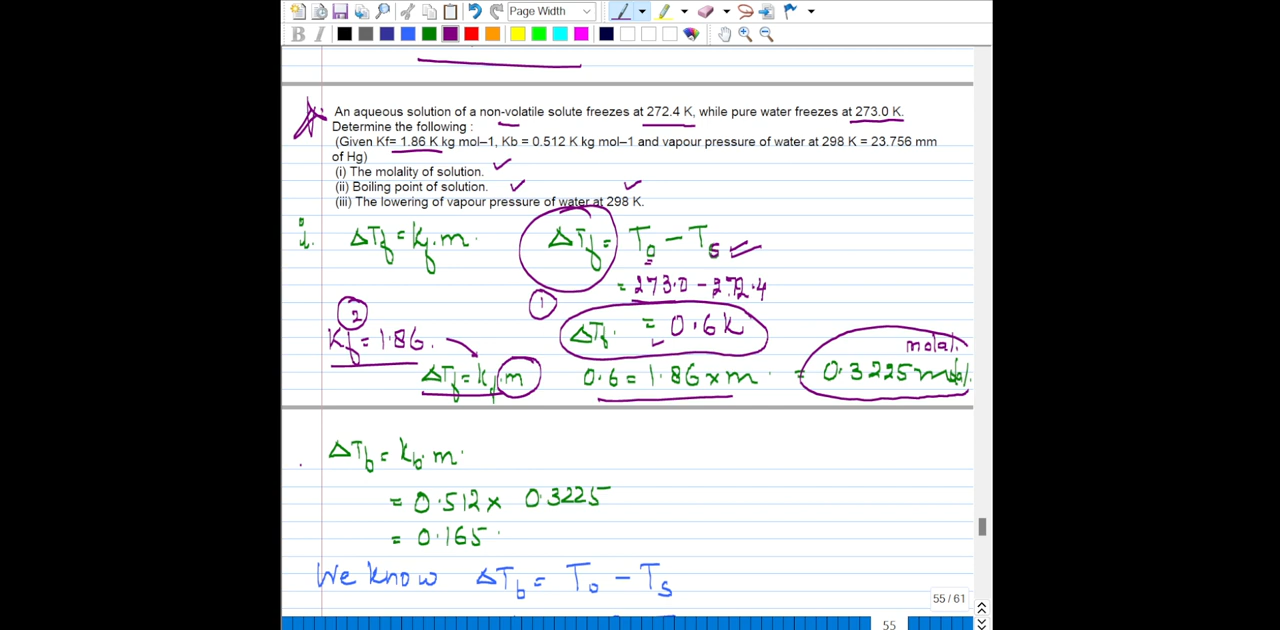 Page Width
B I
An aqueous solution of a non-volatile solute freezes at 272.4 K, while pure water freezes at 273.0 K.
Determine the following :
(Given Kf= 1.86 K kg mol–1, Kb = 0.512 K kg mol–1 and vapour pressure of water at 298 K = 23.756 mm
of Hg)
(i) The molality of solution.
(ii) Boiling point of solution.
(iii) The lowering of vapour pressure of water at 298 K.
i. ΔTf = kf·m. ΔTf = To − Ts
= 273.0 − 272.4
① ΔTf = 0.6k
② Kf = 1.86.
molal.
ΔTf = kf·m 0.6 = 1.86 × m = 0.3225 molal.
ΔTb = kb·m.
= 0.512 × 0.3225
= 0.165
We know ΔTb = To − Ts
55 / 61
55